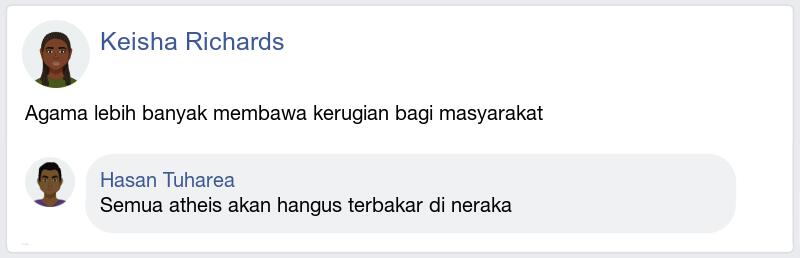 Keisha Richards
Agama lebih banyak membawa kerugian bagi masyarakat
Hasan Tuharea
Semua atheis akan hangus terbakar di neraka